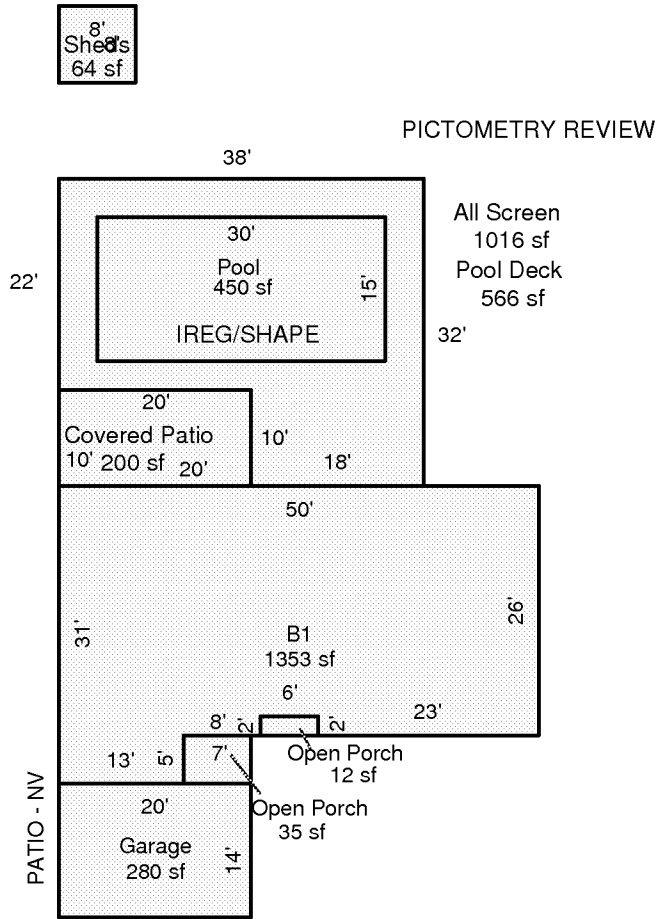 8'
Sheds 8'
64 sf
PICTOMETRY REVIEW
38'
All Screen
1016 sf
Pool Deck
566 sf
22'
30'
Pool
450 sf
15'
IREG/SHAPE
32'
20'
Covered Patio
10' 200 sf 20'
10'
18'
50'
31'
26'
B1
1353 sf
6'
8' 2' 2' 23'
13' 5' 7'
Open Porch
12 sf
Open Porch
35 sf
20'
Garage
280 sf
14'
PATIO - NV